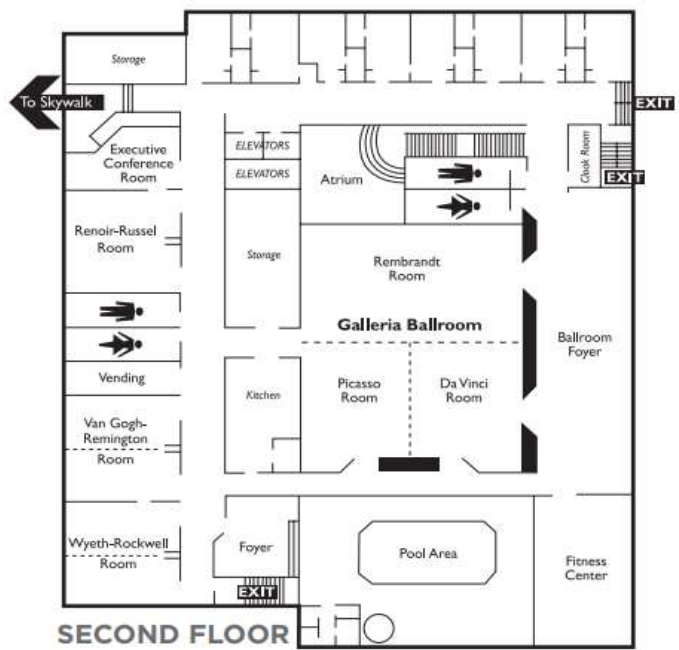 Storage
To Skywalk
EXIT
Executive
Conference
Room
ELEVATORS
ELEVATORS
Atrium
Cloak Room
EXIT
Renoir-Russel
Room
Storage
Rembrandt
Room
Galleria Ballroom
Ballroom
Foyer
Vending
Picasso
Room
Da Vinci
Room
Kitchen
Van Gogh-
Remington
Room
Wyeth-Rockwell
Room
Foyer
Pool Area
Fitness
Center
EXIT
SECOND FLOOR